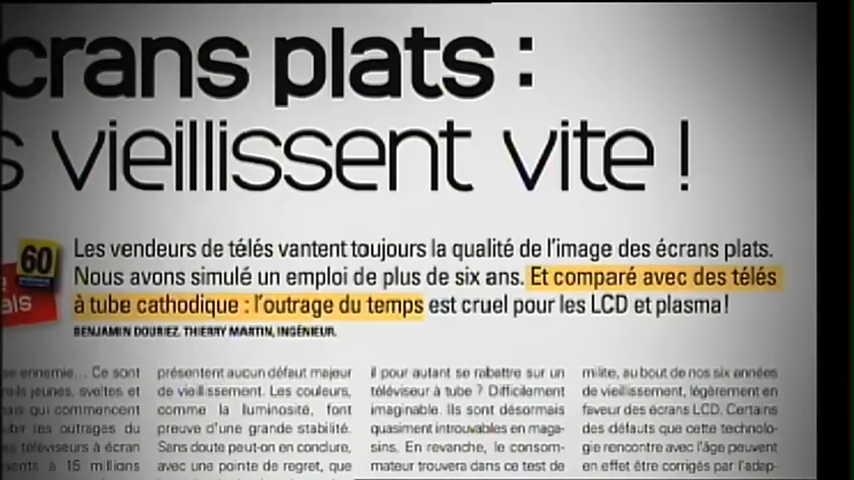 crans plats :
s vieillissent vite !
60
Les vendeurs de télés vantent toujours la qualité de l'image des écrans plats.
Nous avons simulé un emploi de plus de six ans. Et comparé avec des télés
à tube cathodique : l'outrage du temps est cruel pour les LCD et plasma !
ais
BENJAMIN DOURIEZ, THIERRY MARTIN, INGÉNIEUR.
se ennemie... Ce sont
reils jeunes, sveltes et
mais qui commencent
les outrages du
téléviseurs à écran
sents à 15 millions
présentent aucun défaut majeur
de vieillissement. Les couleurs,
comme la luminosité, font
preuve d'une grande stabilité.
Sans doute peut-on en conclure,
avec une pointe de regret, que
il pour autant se rabattre sur un
téléviseur à tube ? Difficilement
imaginable. Ils sont désormais
quasiment introuvables en maga-
sins. En revanche, le consom-
mateur trouvera dans ce test de
milite, au bout de nos six années
de vieillissement, légèrement en
faveur des écrans LCD. Certains
des défauts que cette technolo-
gie rencontre avec l'âge peuvent
en effet être corrigés par l'adap-